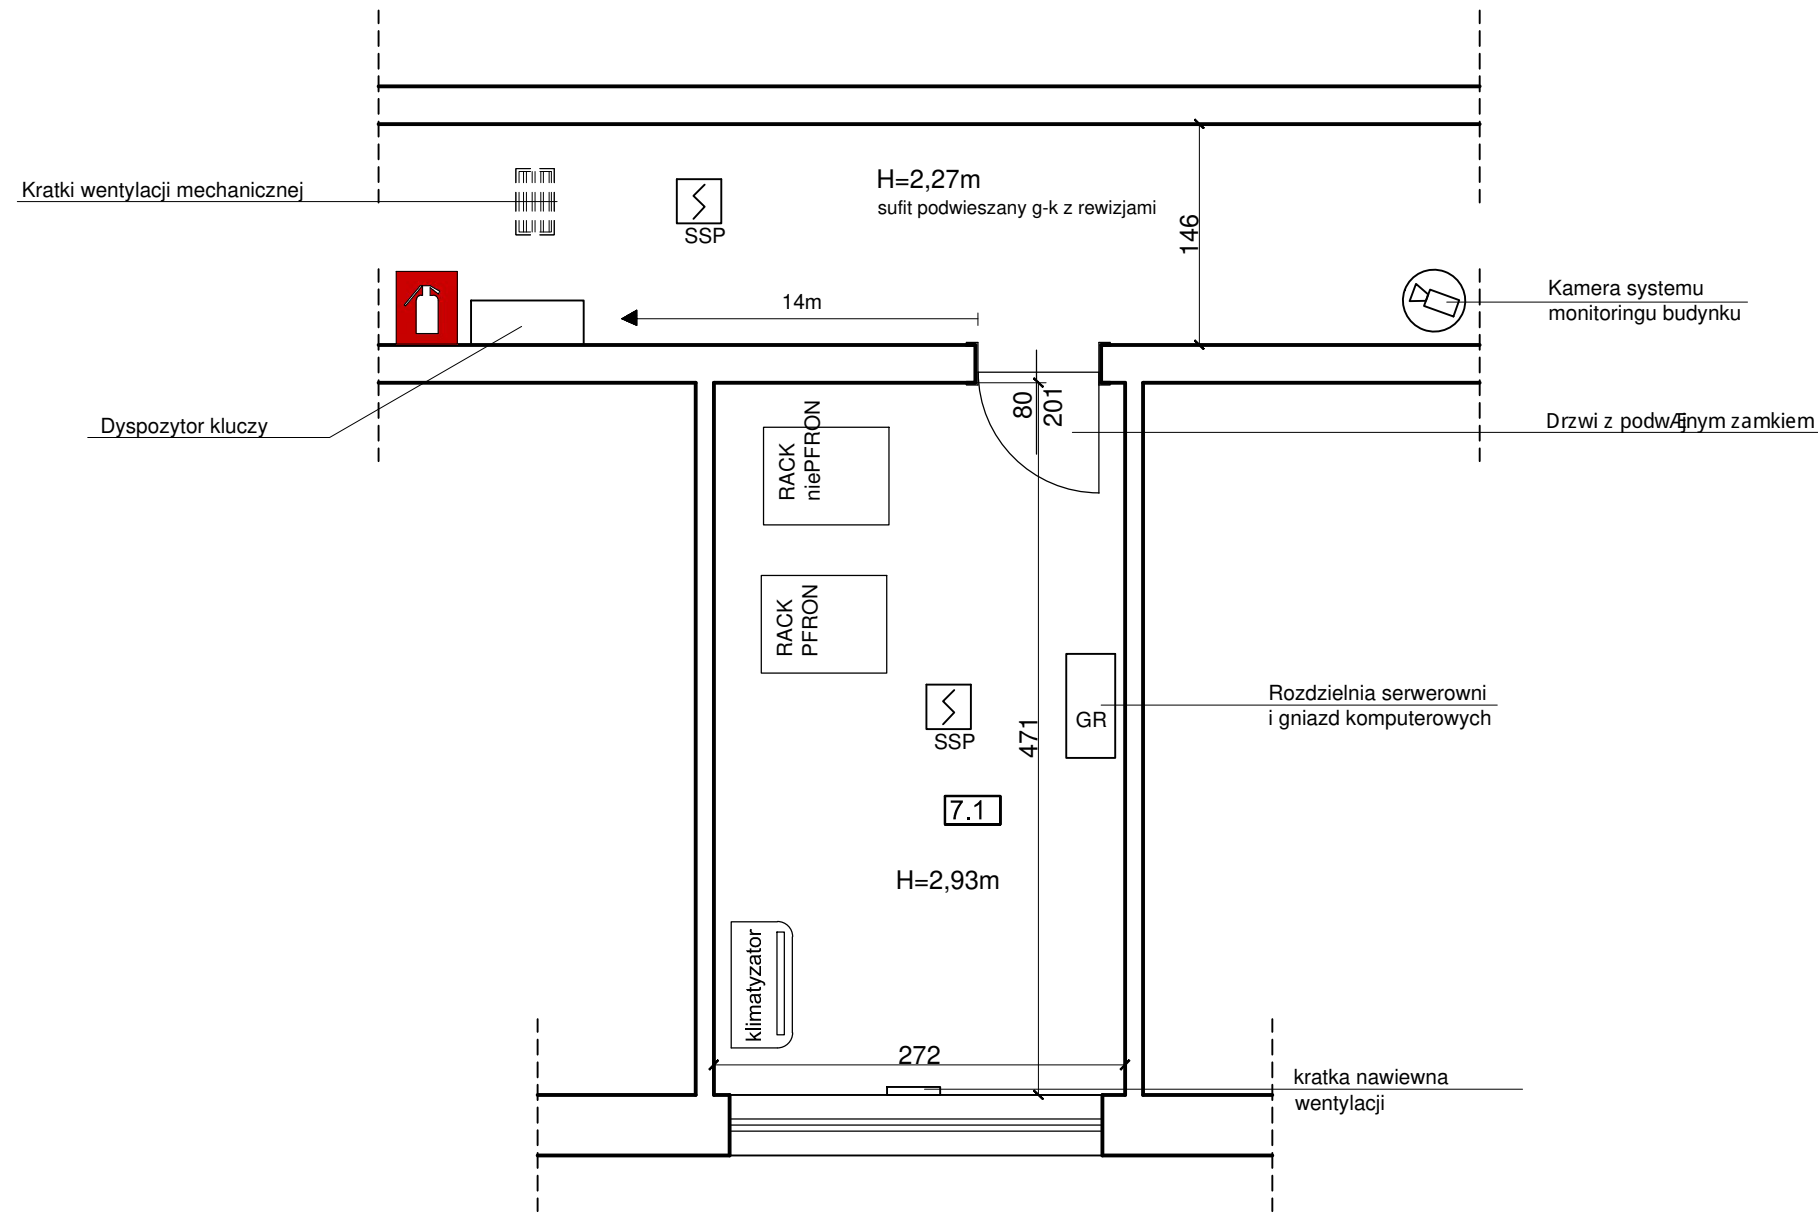 Kratki wentylacji mechanicznej
SSP
H=2,27m
sufit podwieszany g-k z rewizjami
146
14m
Kamera systemu
monitoringu budynku
Dyspozytor kluczy
80
201
Drzwi z podwÆjnym zamkiem
RACK
niePFRON
RACK
PFRON
SSP
471
GR
Rozdzielnia serwerowni
i gniazd komputerowych
7.1
H=2,93m
klimatyzator
272
kratka nawiewna
wentylacji